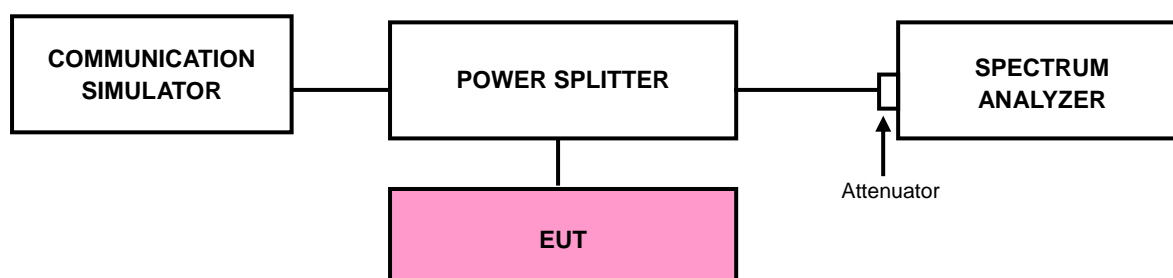 COMMUNICATION
SIMULATOR
POWER SPLITTER
SPECTRUM
ANALYZER
Attenuator
EUT